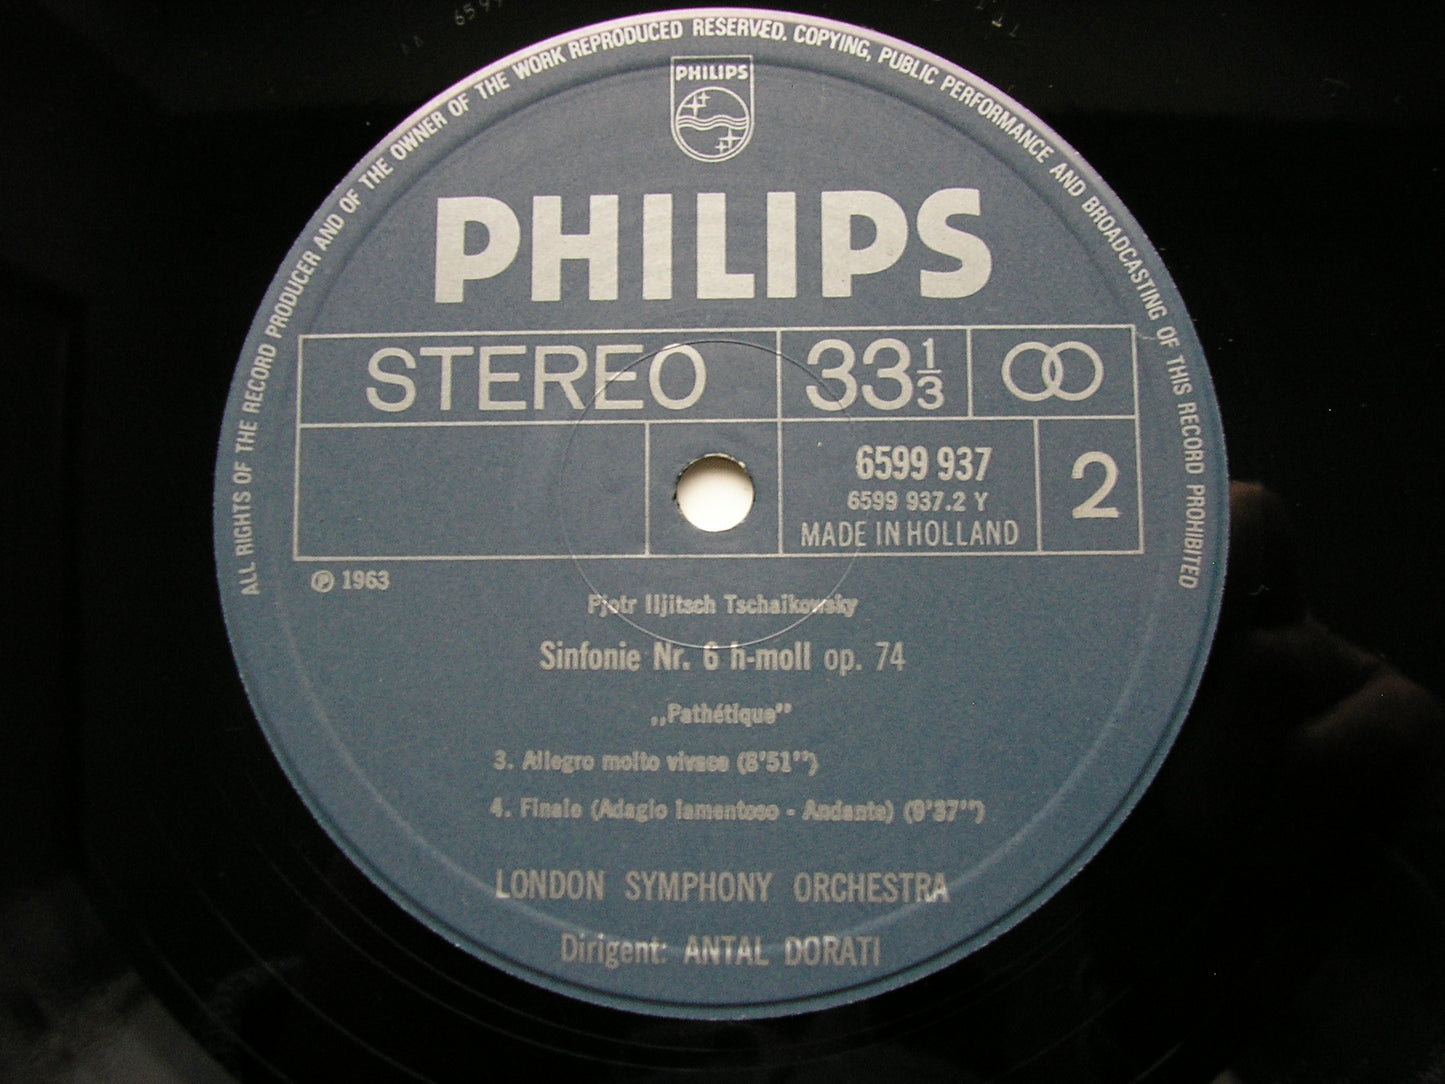 ALL RIGHTS OF THE RECORD PRODUCER AND OF THE OWNER OF THE WORK REPRODUCED RESERVED. COPYING, PUBLIC PERFORMANCE AND BROADCASTING OF THIS RECORD PROHIBITED
PHILIPS
PHILIPS
STEREO 33 1/3
6599 937
6599 937.2 Y
MADE IN HOLLAND
2
℗ 1963
Pjotr Iljitsch Tschaikowsky
Sinfonie Nr. 6 h-moll op. 74
„Pathétique”
3. Allegro molto vivace (8'51'')
4. Finale (Adagio lamentoso - Andante) (9'37'')
LONDON SYMPHONY ORCHESTRA
Dirigent: ANTAL DORATI